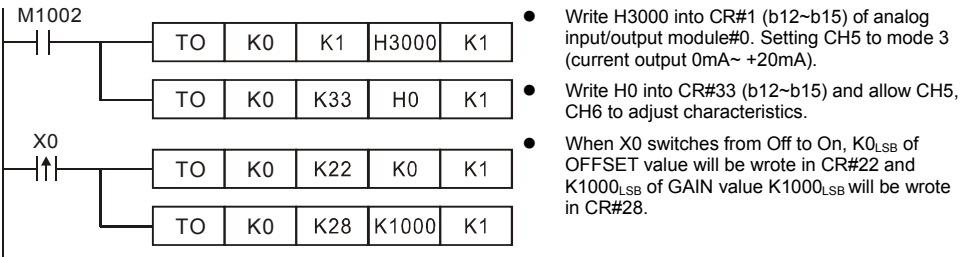 M1002
TO K0 K1 H3000 K1
TO K0 K33 H0 K1
X0
TO K0 K22 K0 K1
TO K0 K28 K1000 K1
● Write H3000 into CR#1 (b12~b15) of analog
input/output module#0. Setting CH5 to mode 3
(current output 0mA~ +20mA).
● Write H0 into CR#33 (b12~b15) and allow CH5,
CH6 to adjust characteristics.
● When X0 switches from Off to On, K0LSB of
OFFSET value will be wrote in CR#22 and
K1000LSB of GAIN value K1000LSB will be wrote
in CR#28.